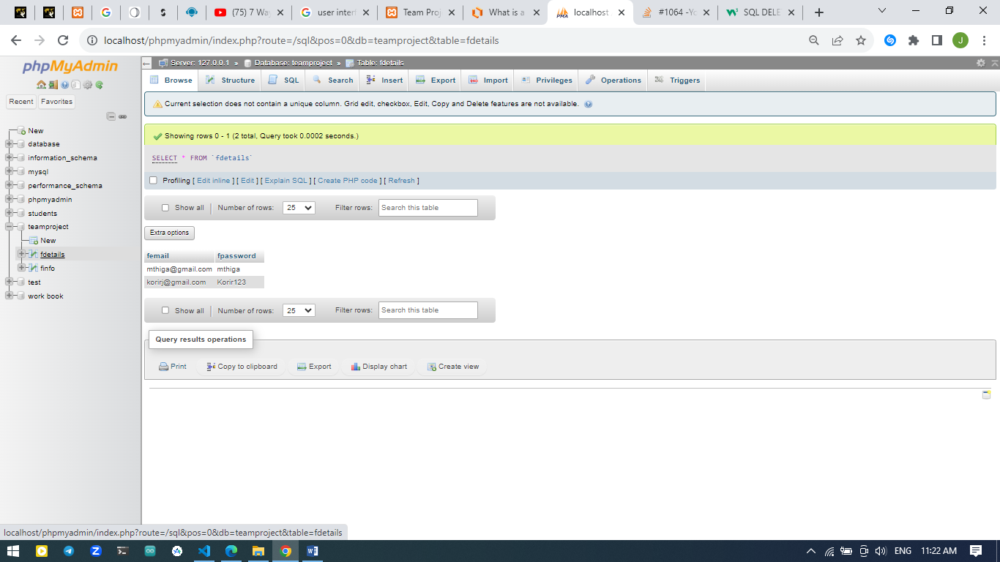 (75) 7 Way
user interf
Team Proj
What is a
localhost
#1064 -Yo
SQL DELE
localhost/phpmyadmin/index.php?route=/sql&pos=0&db=teamproject&table=fdetails
J
phpMyAdmin
Recent Favorites
New
database
information_schema
mysql
performance_schema
phpmyadmin
students
teamproject
New
fdetails
finfo
test
work book
Server: 127.0.0.1 » Database: teamproject » Table: fdetails
Browse Structure SQL Search Insert Export Import Privileges Operations Triggers
Current selection does not contain a unique column. Grid edit, checkbox, Edit, Copy and Delete features are not available.
Showing rows 0 - 1 (2 total, Query took 0.0002 seconds.)
SELECT * FROM `fdetails`
Profiling [ Edit inline ] [ Edit ] [ Explain SQL ] [ Create PHP code ] [ Refresh ]
Show all Number of rows: 25 Filter rows: Search this table
Extra options
femail fpassword
mthiga@gmail.com mthiga
korirj@gmail.com Korir123
Show all Number of rows: 25 Filter rows: Search this table
Query results operations
Print Copy to clipboard Export Display chart Create view
localhost/phpmyadmin/index.php?route=/sql&pos=0&db=teamproject&table=fdetails
ENG 11:22 AM